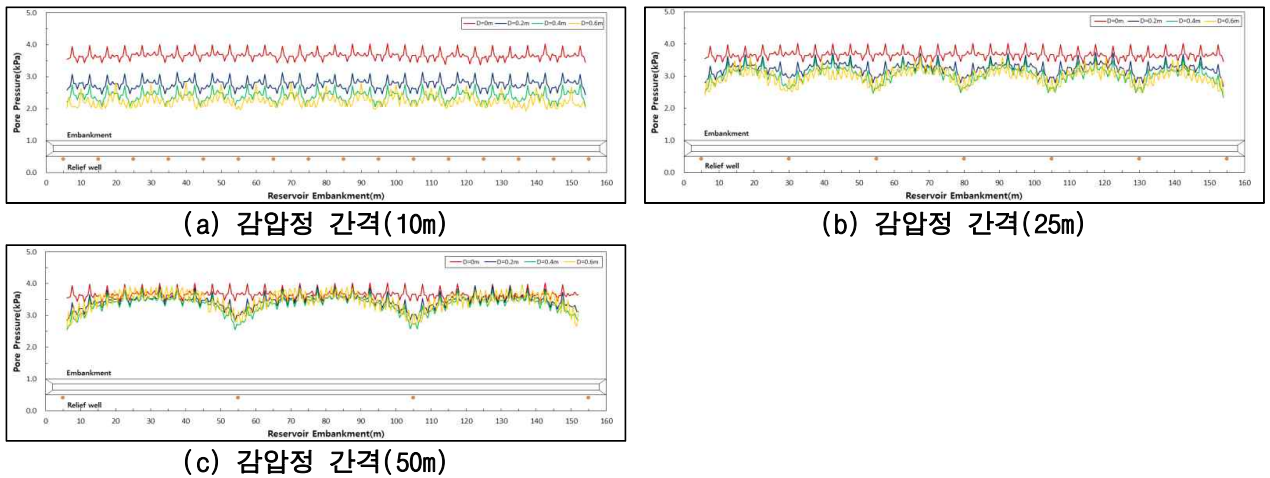 5.0
4.0
3.0
2.0
1.0
0.0
Pore Pressure(kPa)
D=0m D=0.2m D=0.4m D=0.6m
Embankment
Relief well
0 10 20 30 40 50 60 70 80 90 100 110 120 130 140 150 160
Reservoir Embankment(m)
(a) 감압정 간격(10m)
5.0
4.0
3.0
2.0
1.0
0.0
Pore Pressure(kPa)
D=0m D=0.2m D=0.4m D=0.6m
Embankment
Relief well
0 10 20 30 40 50 60 70 80 90 100 110 120 130 140 150 160
Reservoir Embankment(m)
(b) 감압정 간격(25m)
5.0
4.0
3.0
2.0
1.0
0.0
Pore Pressure(kPa)
D=0m D=0.2m D=0.4m D=0.6m
Embankment
Relief well
0 10 20 30 40 50 60 70 80 90 100 110 120 130 140 150 160
Reservoir Embankment(m)
(c) 감압정 간격(50m)